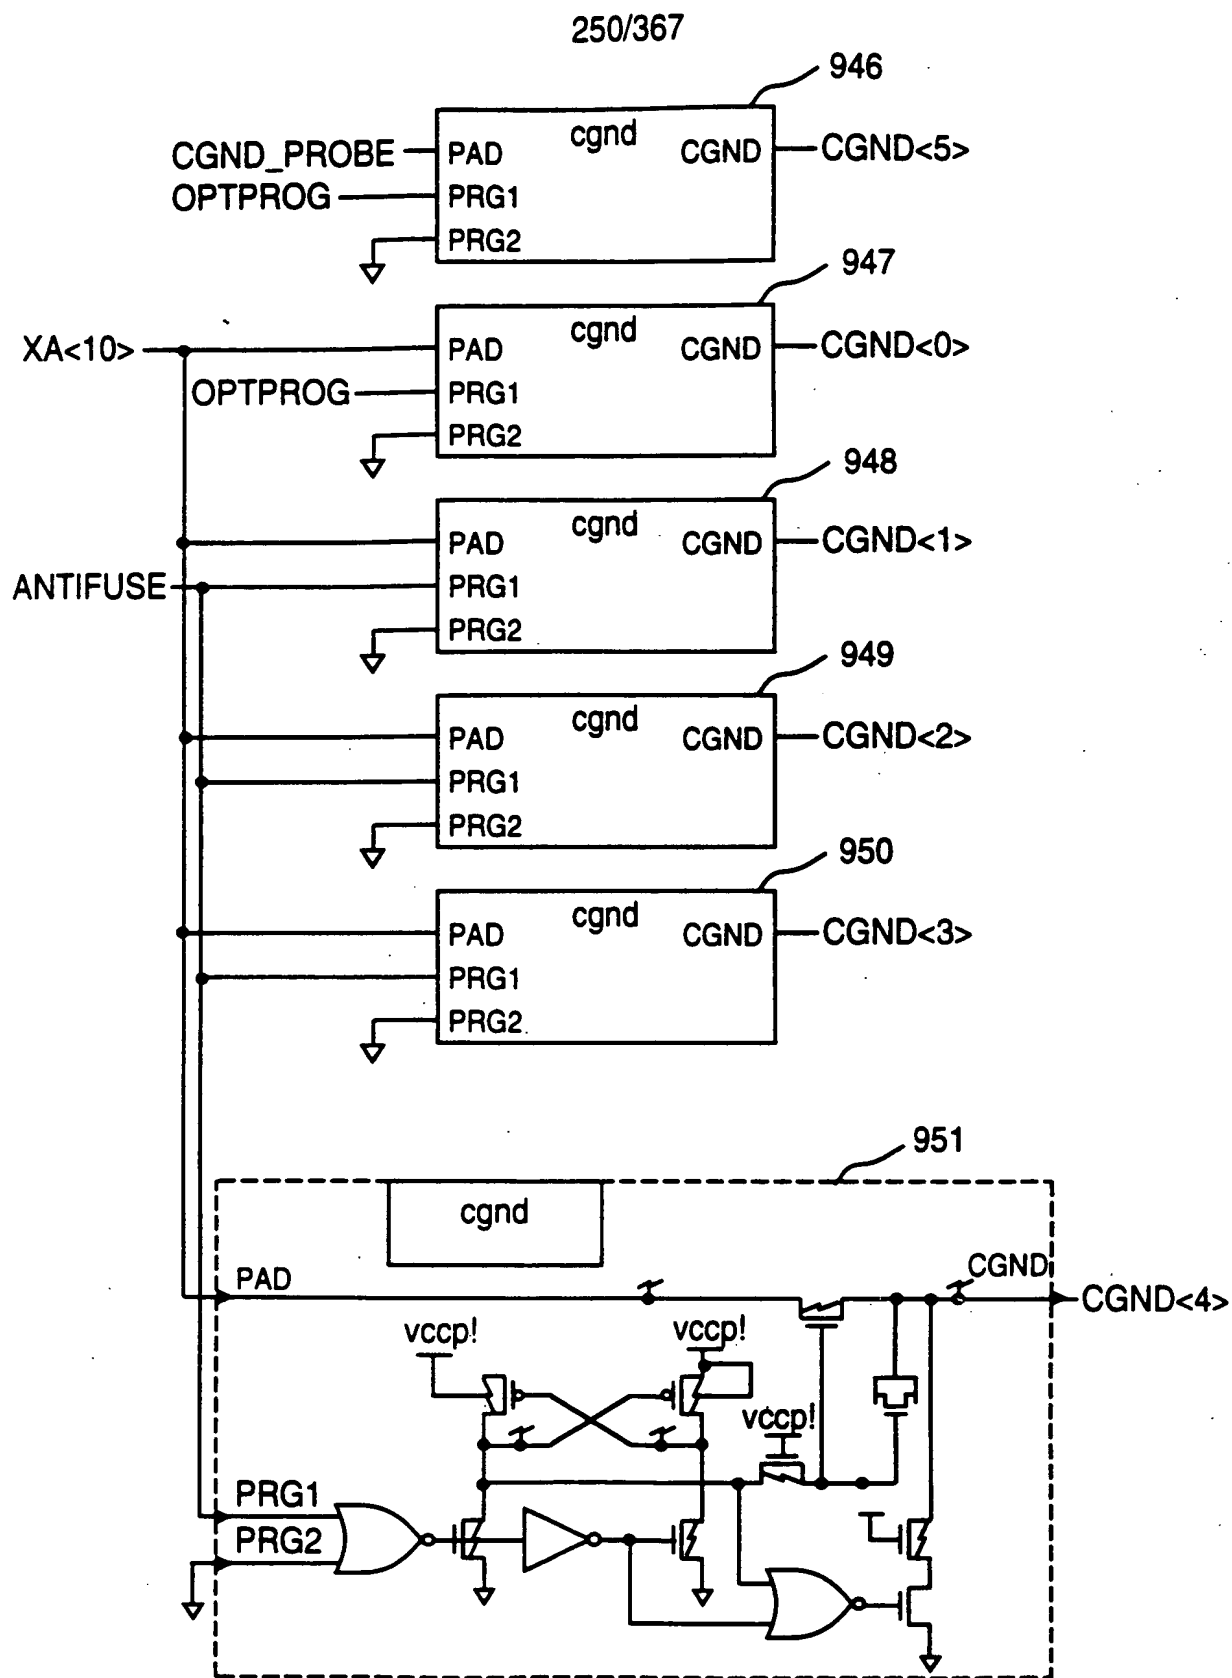 250/367
946
cgnd
CGND_PROBE PAD CGND CGND<5>
OPTPROG PRG1
PRG2
947
cgnd
XA<10> PAD CGND CGND<0>
OPTPROG PRG1
PRG2
948
cgnd
PAD CGND CGND<1>
ANTIFUSE PRG1
PRG2
949
cgnd
PAD CGND CGND<2>
PRG1
PRG2
950
cgnd
PAD CGND CGND<3>
PRG1
PRG2
951
cgnd
PAD CGND CGND<4>
vccp! vccp!
vccp!
PRG1
PRG2